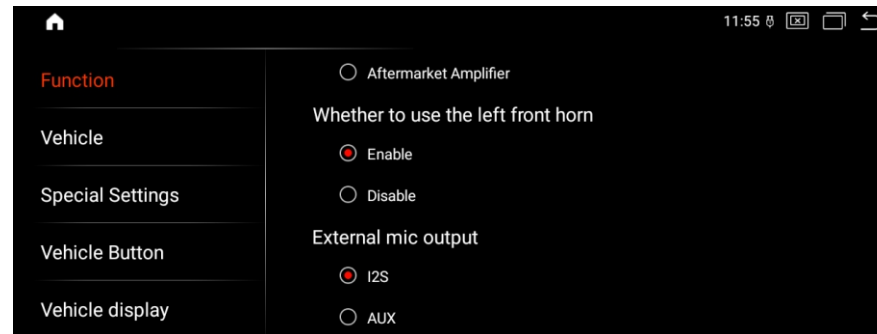 11:55
Function
Vehicle
Special Settings
Vehicle Button
Vehicle display
Aftermarket Amplifier
Whether to use the left front horn
Enable
Disable
External mic output
I2S
AUX